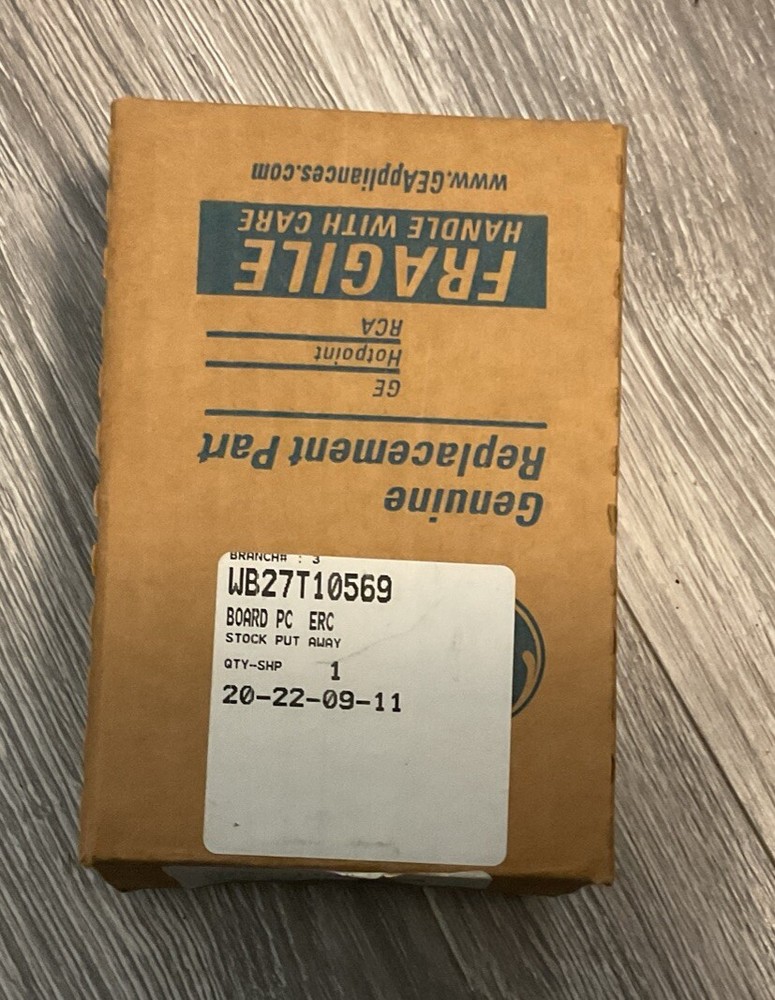 Genuine
Replacement Part
GE
Hotpoint
RCA
FRAGILE
HANDLE WITH CARE
www.GEAppliances.com
BRANCH# : 3
WB27T10569
BOARD PC ERC
STOCK PUT AWAY
QTY-SHP 1
20-22-09-11